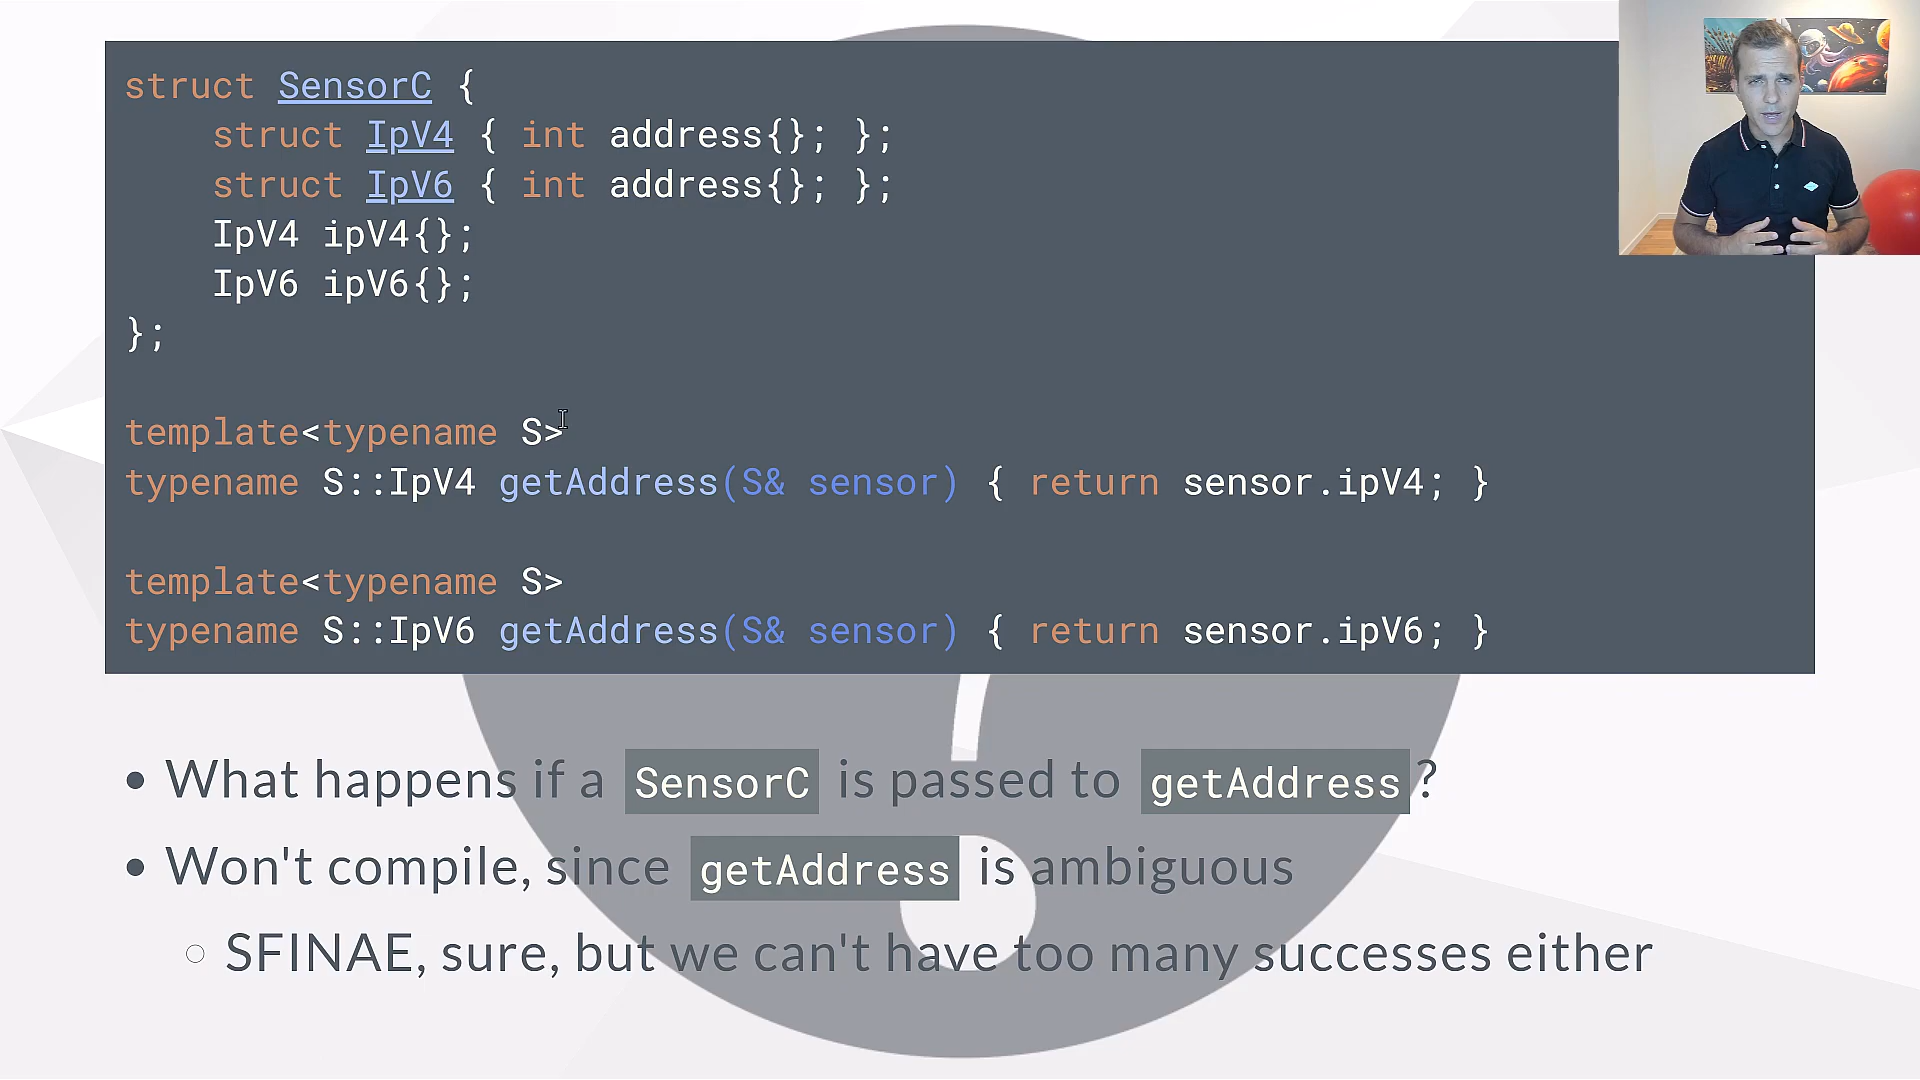 struct SensorC {
    struct IpV4 { int address{}; };
    struct IpV6 { int address{}; };
    IpV4 ipV4{};
    IpV6 ipV6{};
};
template<typename S>
typename S::IpV4 getAddress(S& sensor) { return sensor.ipV4; }
template<typename S>
typename S::IpV6 getAddress(S& sensor) { return sensor.ipV6; }
• What happens if a SensorC is passed to getAddress?
• Won't compile, since getAddress is ambiguous
○ SFINAE, sure, but we can't have too many successes either